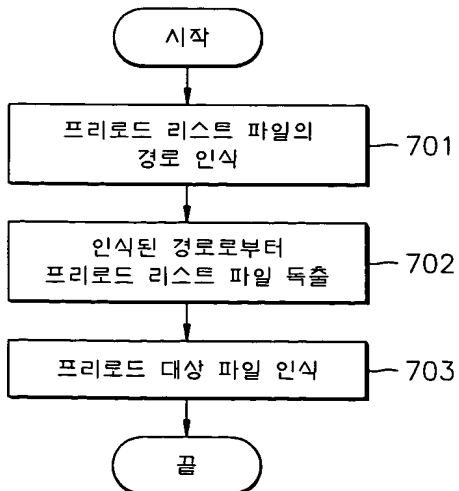 시작
프리로드 리스트 파일의
경로 인식
701
인식된 경로로부터
프리로드 리스트 파일 독출
702
프리로드 대상 파일 인식
703
끝